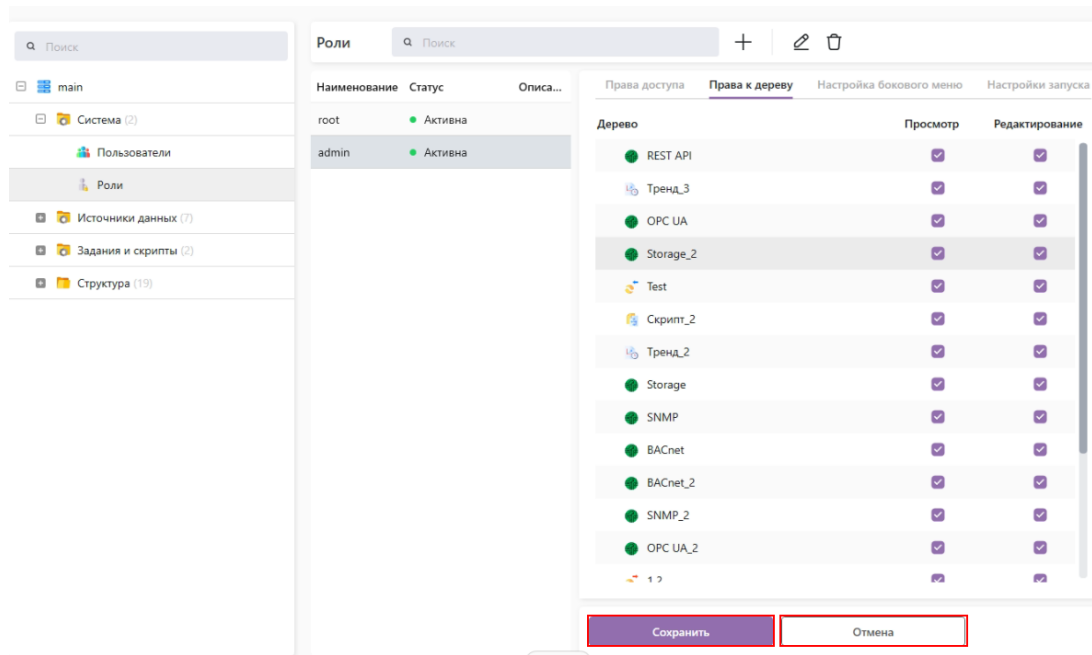 Поиск
main
Система (2)
Пользователи
Роли
Источники данных (7)
Задания и скрипты (2)
Структура (19)
Роли
Поиск
Наименование Статус Описа...
root Активна
admin Активна
Права доступа Права к дереву Настройка бокового меню Настройки запуска
Дерево Просмотр Редактирование
REST API
Тренд_3
OPC UA
Storage_2
Test
Скрипт_2
Тренд_2
Storage
SNMP
BACnet
BACnet_2
SNMP_2
OPC UA_2
Сохранить Отмена